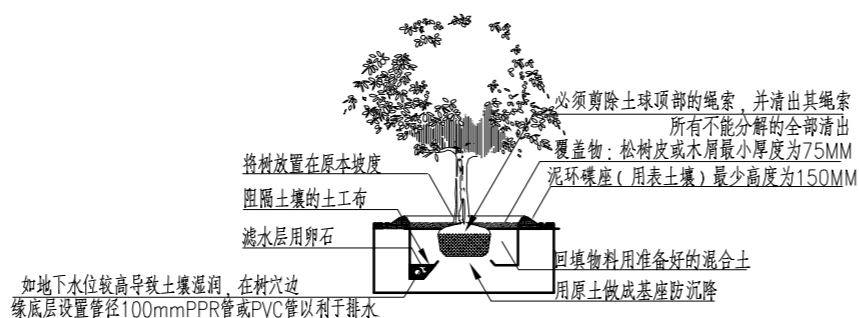 必须剪除土球顶部的绳索，并清出其绳索
所有不能分解的全部清出
将树放置在原本坡度
覆盖物：松树皮或木屑最小厚度为75MM
泥环碟座(用表土壤)最少高度为150MM
阻隔土壤的土工布
滤水层用卵石
回填物料用准备好的混合土
如地下水位较高导致土壤湿润，在树穴边
缘底层设置管径100mmPPR管或PVC管以利于排水
用原土做成基座防沉降